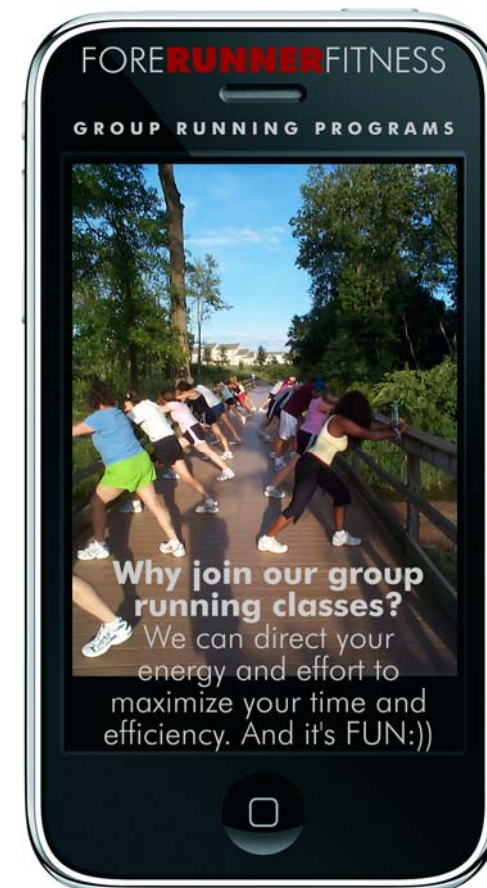 FORERUNNERFITNESS
GROUP RUNNING PROGRAMS
Why join our group
running classes?
We can direct your
energy and effort to
maximize your time and
efficiency. And it's FUN:))